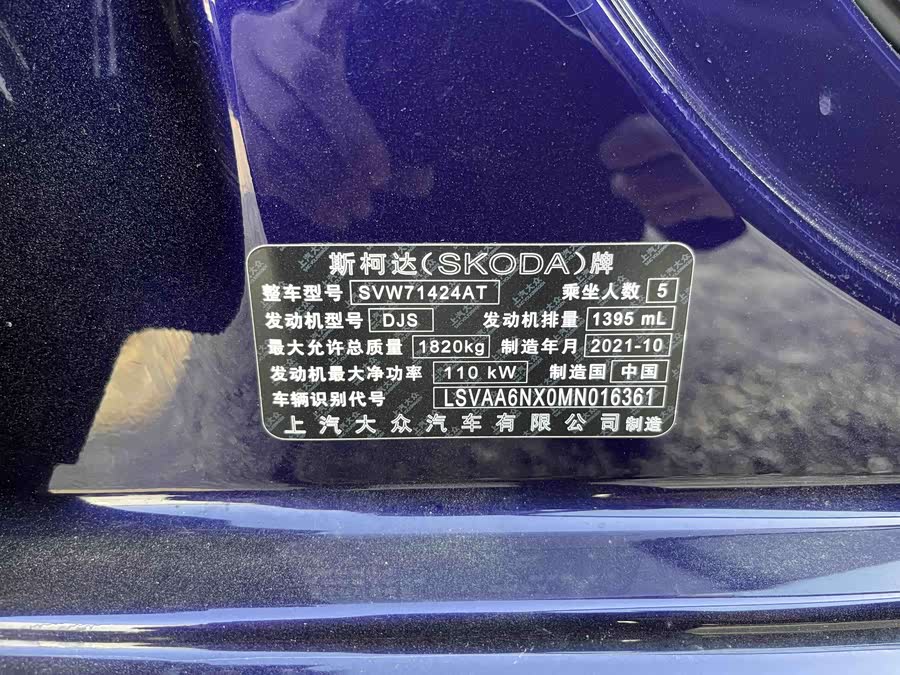 斯柯达(SKODA)牌
整车型号 SVW71424AT 乘坐人数 5
发动机型号 DJS 发动机排量 1395 mL
最大允许总质量 1820kg 制造年月 2021-10
发动机最大净功率 110 kW 制造国 中国
车辆识别代号 LSVAA6NX0MN016361
上汽大众汽车有限公司制造